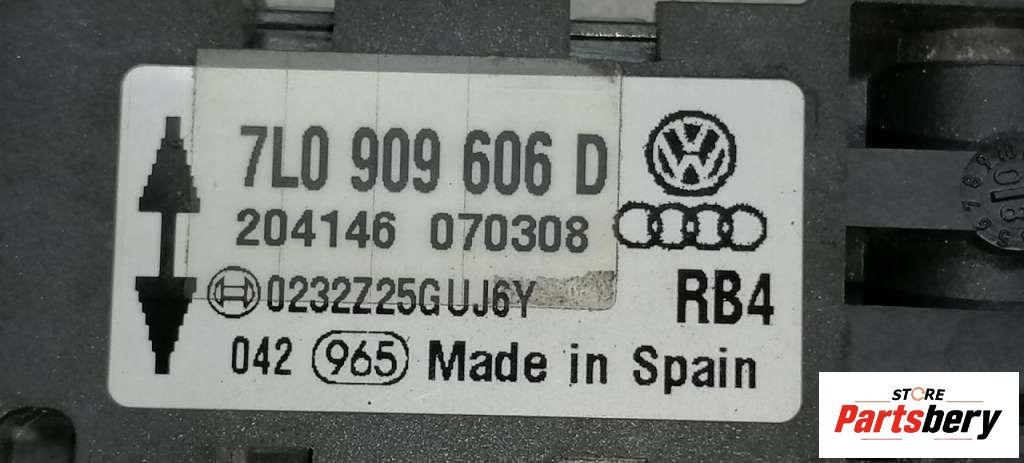 7L0 909 606 D
204146 070308
0232Z25GUJ6Y
RB4
042 965 Made in Spain
STORE
Partsbery